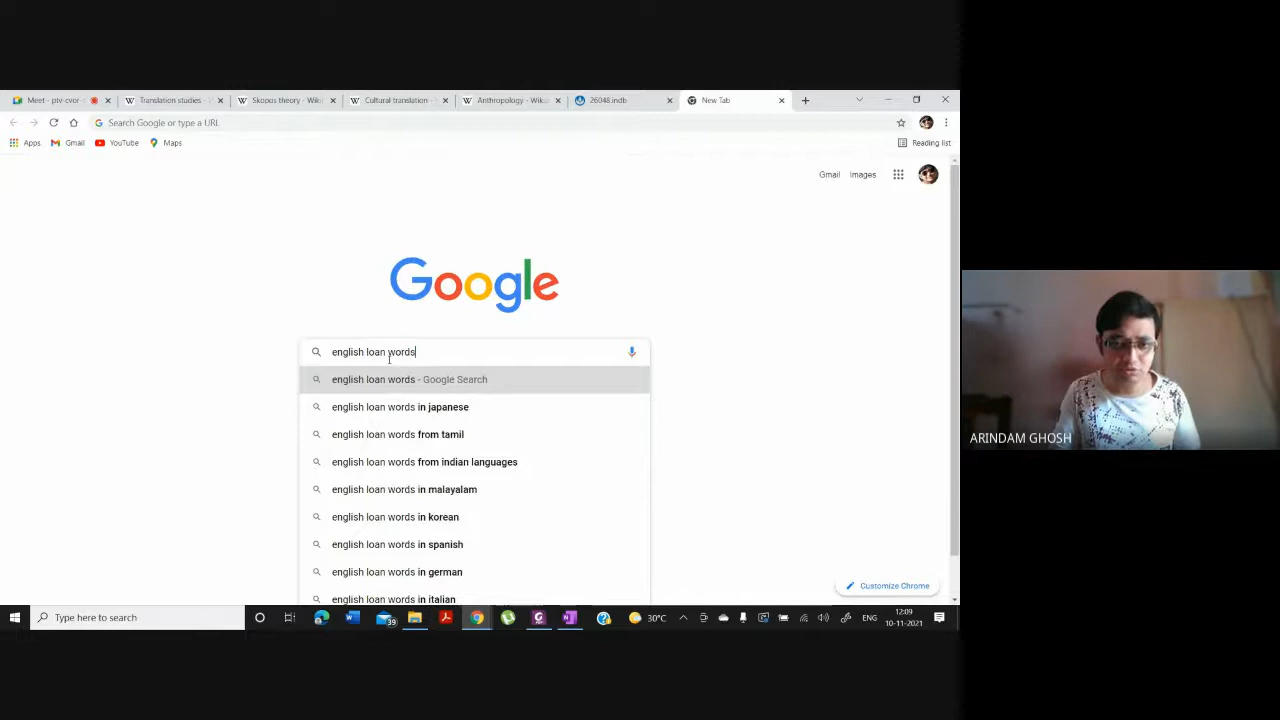 Meet - ptv-cvor-
Translation studies -
Skopos theory - Wiki
Cultural translation -
Anthropology - Wiki
26048.indb
New Tab
Search Google or type a URL
Apps
Gmail
YouTube
Maps
Reading list
Gmail
Images
Google
english loan words
english loan words - Google Search
english loan words in japanese
english loan words from tamil
english loan words from indian languages
english loan words in malayalam
english loan words in korean
english loan words in spanish
english loan words in german
english loan words in italian
Customize Chrome
ARINDAM GHOSH
Type here to search
39
30°C
ENG
12:09
10-11-2021